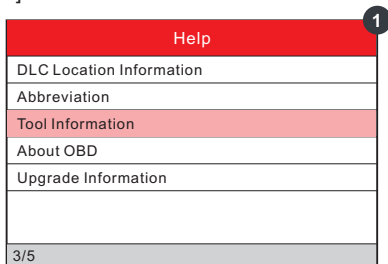 1
Help
DLC Location Information
Abbreviation
Tool Information
About OBD
Upgrade Information
3/5